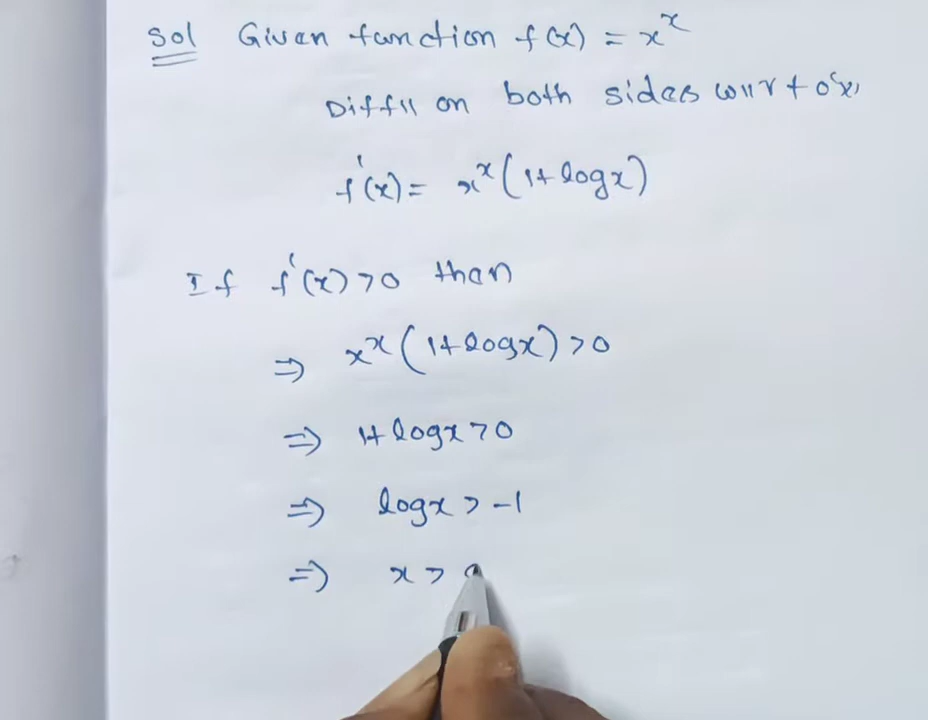 Sol Given function f(x) = x^x
Diff on both sides w r to 'x'
f'(x) = x^x (1+logx)
If f'(x)>0 then
⇒ x^x (1+logx) >0
⇒ 1+logx>0
⇒ logx > -1
⇒ x >